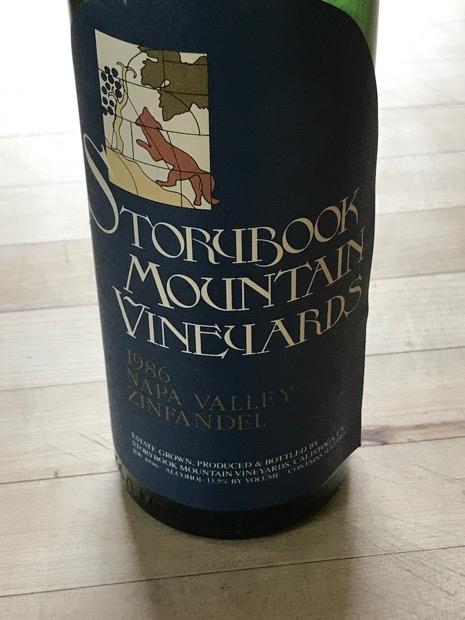 STORYBOOK
MOUNTAIN
VINEYARDS
1986
NAPA VALLEY
ZINFANDEL
ESTATE GROWN, PRODUCED & BOTTLED BY
STORYBOOK MOUNTAIN VINEYARDS, CALISTOGA, CA
ALCOHOL 13.5% BY VOLUME CONTAINS